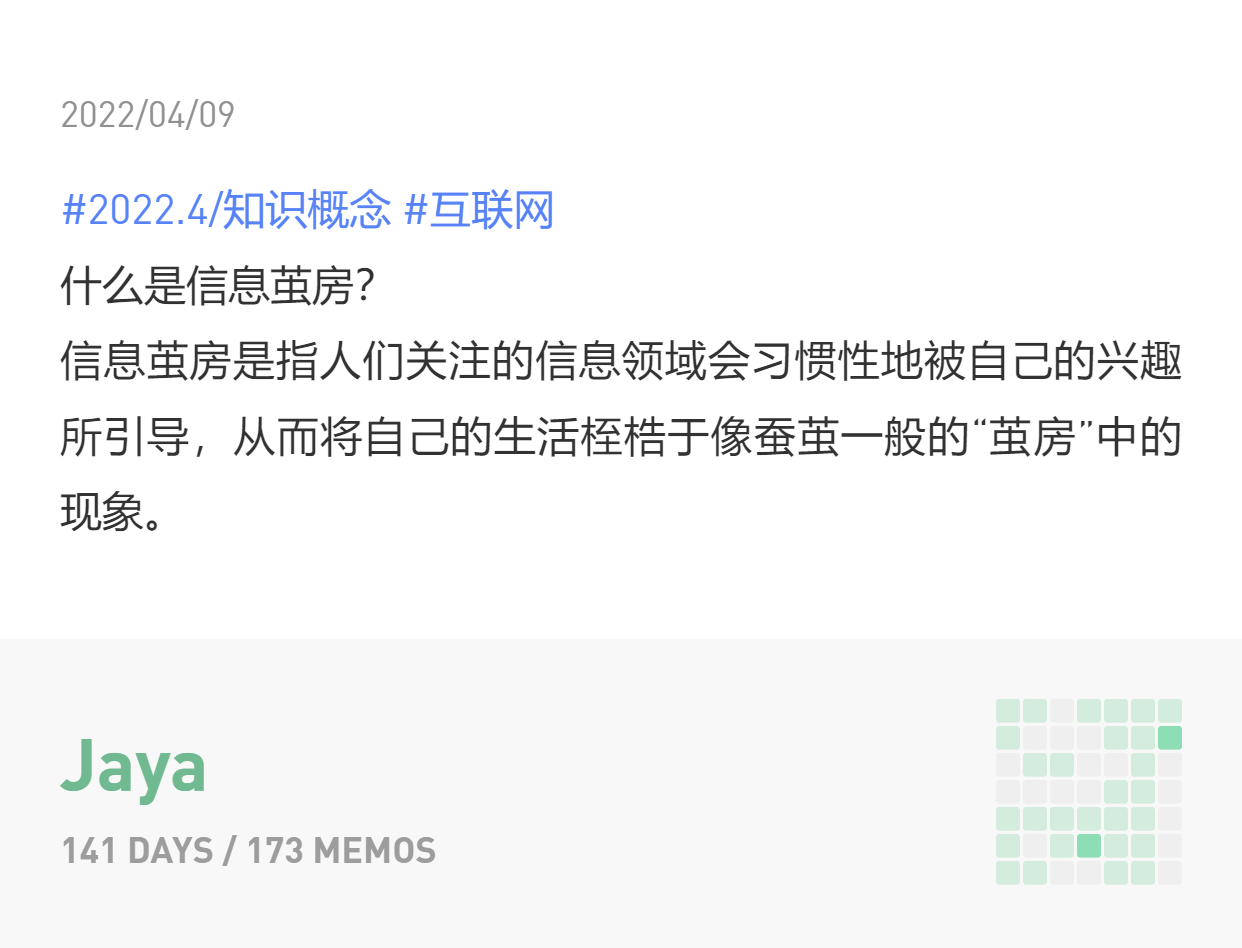 2022/04/09
#2022.4/知识概念 #互联网
什么是信息茧房？
信息茧房是指人们关注的信息领域会习惯性地被自己的兴趣
所引导，从而将自己的生活桎梏于像蚕茧一般的“茧房”中的
现象。
Jaya
141 DAYS / 173 MEMOS